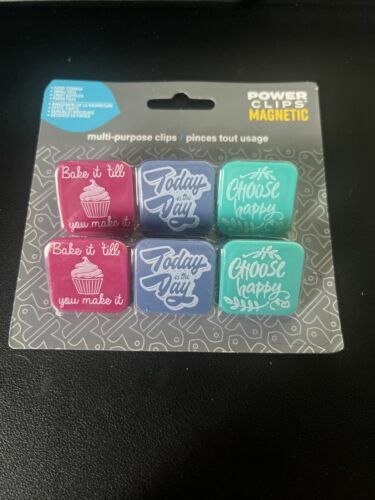 POWER
CLIPS
MAGNETIC
multi-purpose clips / pinces tout usage
Bake it 'till
you make it
Today
is the
Day
CHOOSE
happy
Bake it 'till
you make it
Today
is the
Day
CHOOSE
happy